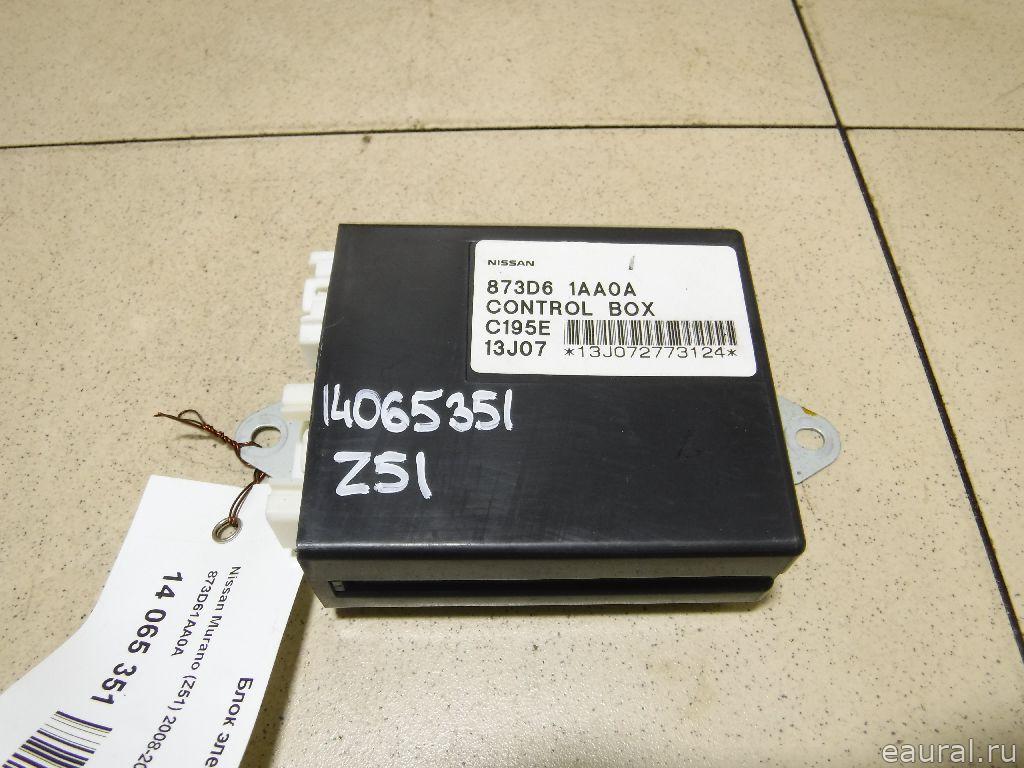 NISSAN
873D6 1AA0A
CONTROL BOX
C195E
13J07 *13J072773124*
14065351
Z51
Блок эле
Nissan Murano (Z51) 2008-20
873D61AA0A
14 065 351
eaural.ru